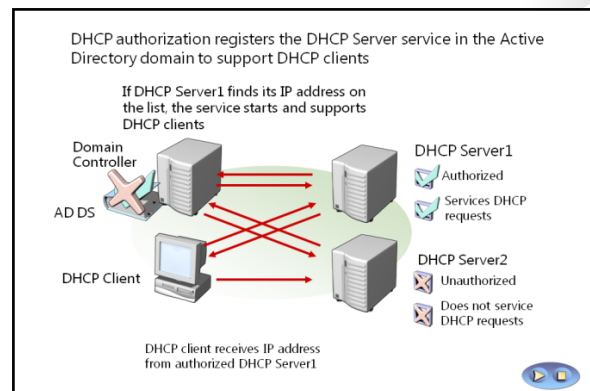 DHCP authorization registers the DHCP Server service in the Active
Directory domain to support DHCP clients
If DHCP Server1 finds its IP address on
the list, the service starts and supports
DHCP clients
Domain
Controller
AD DS
DHCP Server1
Authorized
Services DHCP
requests
DHCP Client
DHCP Server2
Unauthorized
Does not service
DHCP requests
DHCP client receives IP address
from authorized DHCP Server1